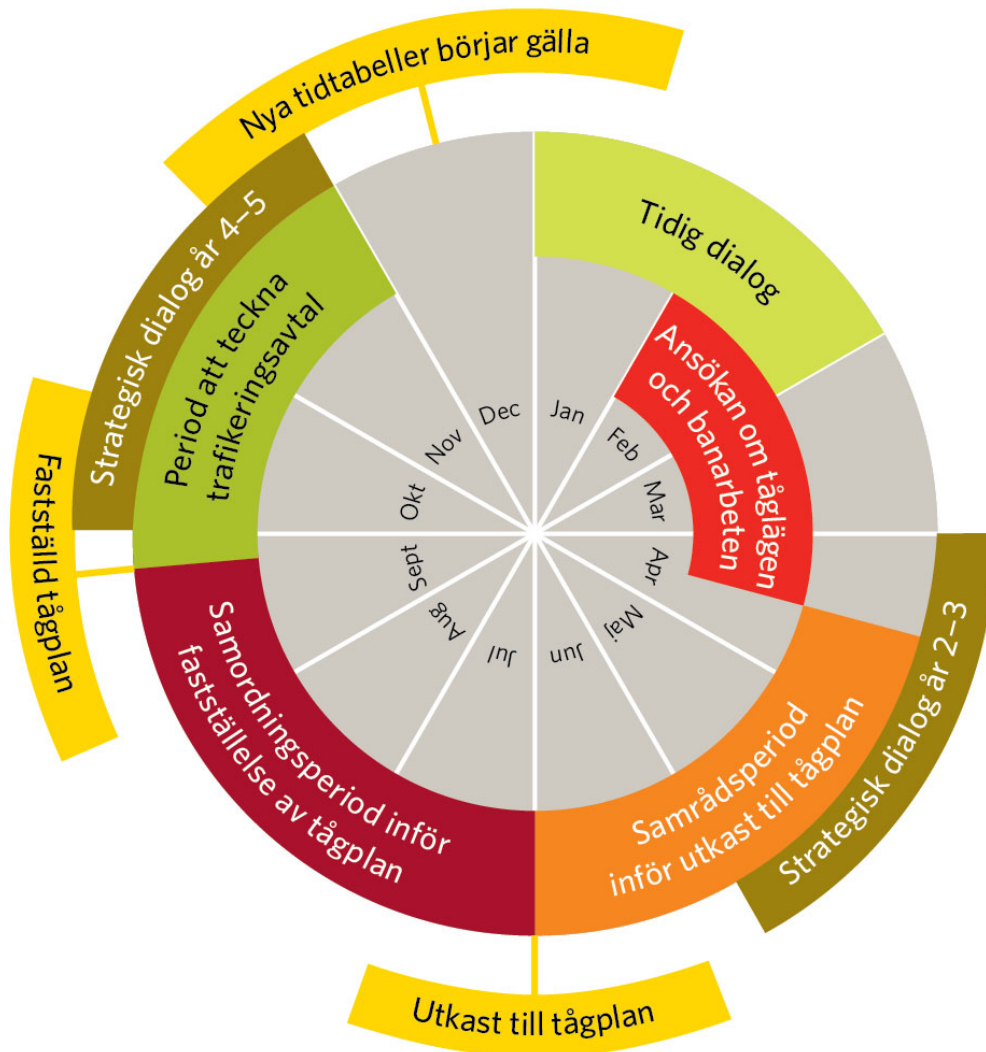 Nya tidtabeller börjar gälla
Tidig dialog
Ansökan om tåglägen
och banarbeten
Strategisk dialog år 2–3
Samrådsperiod
inför utkast till tågplan
Utkast till tågplan
Samordningsperiod inför
fastställelse av tågplan
Fastställd tågplan
Strategisk dialog år 4–5
Period att teckna
trafikeringsavtal
Jan
Feb
Mar
Apr
Maj
Jun
Jul
Aug
Sept
Okt
Nov
Dec